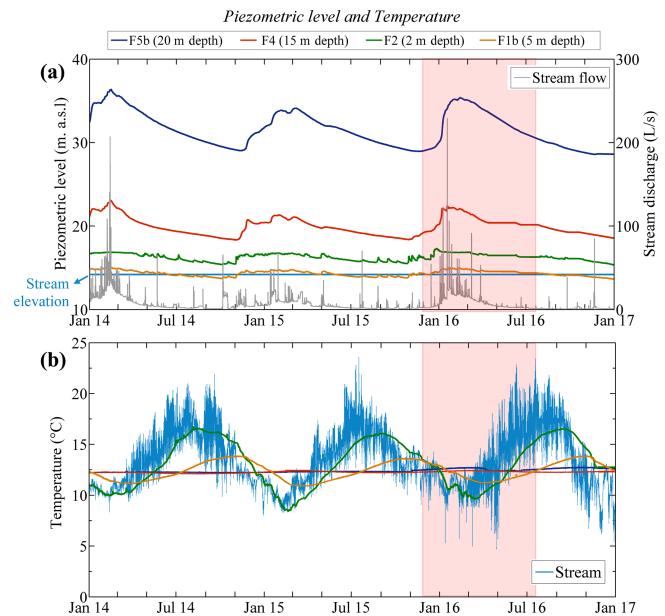 Piezometric level and Temperature
F5b (20 m depth) F4 (15 m depth) F2 (2 m depth) F1b (5 m depth)
(a)
Stream flow
Piezometric level (m. a.s.l)
40
30
20
10
Stream discharge (L/s)
300
200
100
0
Stream
elevation
Jan 14 Jul 14 Jan 15 Jul 15 Jan 16 Jul 16 Jan 17
(b)
Temperature (°C)
25
20
15
10
5
0
Stream
Jan 14 Jul 14 Jan 15 Jul 15 Jan 16 Jul 16 Jan 17